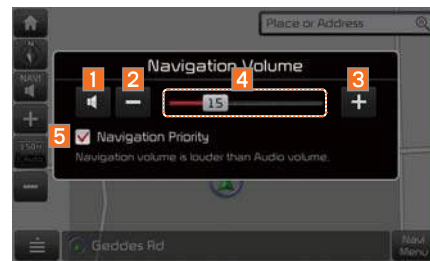 Place or Address
N
Navigation Volume
1
2
4
3
NAVI
15
5
Navigation Priority
Navigation volume is louder than Audio volume.
Geddes Rd
Navi
Menu